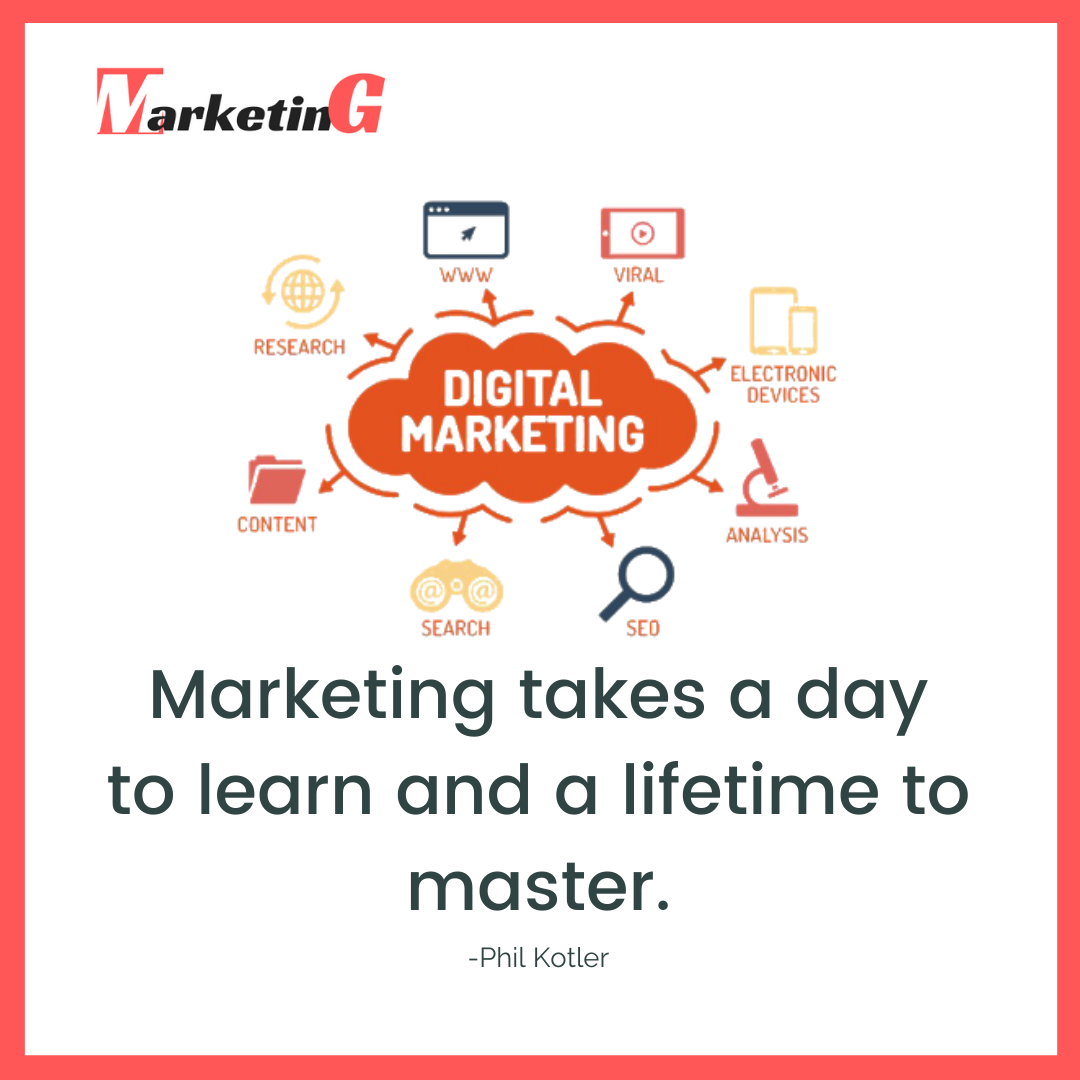 MarketinG
WWW
VIRAL
RESEARCH
ELECTRONIC
DEVICES
DIGITAL
MARKETING
CONTENT
ANALYSIS
@ @
SEARCH
SEO
Marketing takes a day
to learn and a lifetime to
master.
-Phil Kotler